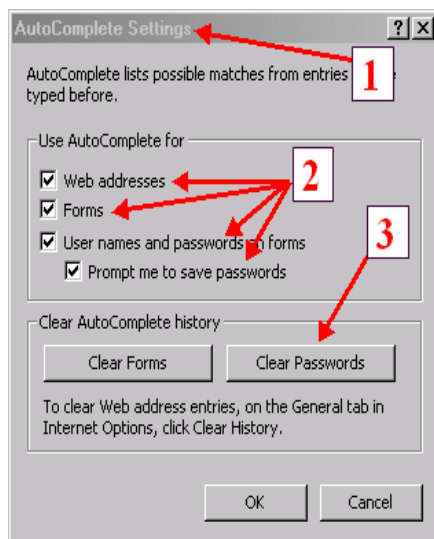 AutoComplete Settings
1
AutoComplete lists possible matches from entries
typed before.
Use AutoComplete for
2
Web addresses
Forms
User names and passwords on forms
Prompt me to save passwords
3
Clear AutoComplete history
Clear Forms Clear Passwords
To clear Web address entries, on the General tab in
Internet Options, click Clear History.
OK Cancel